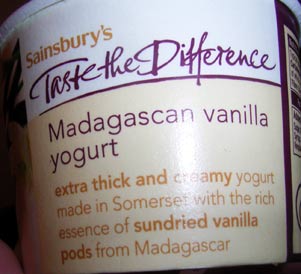 Sainsbury's
Taste the Difference
Madagascan vanilla
yogurt
extra thick and creamy yogurt
made in Somerset with the rich
essence of sundried vanilla
pods from Madagascar